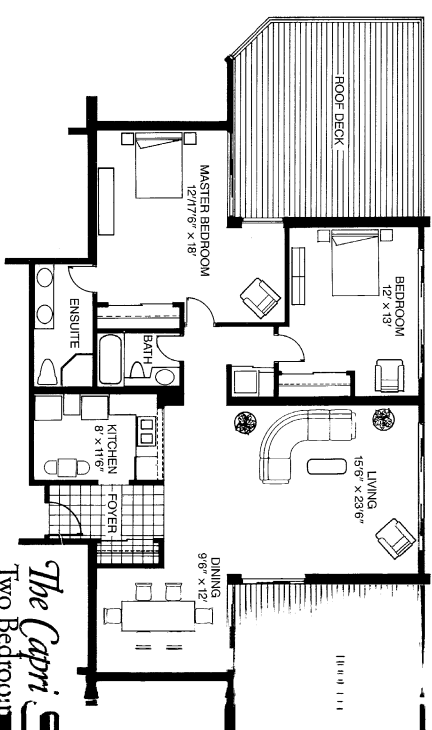 ROOF DECK
MASTER BEDROOM
12'/17'6" × 18'
BEDROOM
12' × 13'
ENSUITE
BATH
KITCHEN
8' × 11'6"
LIVING
15'6" × 23'6"
FOYER
DINING
9'6" × 12'
The Capri
Two Bedroom